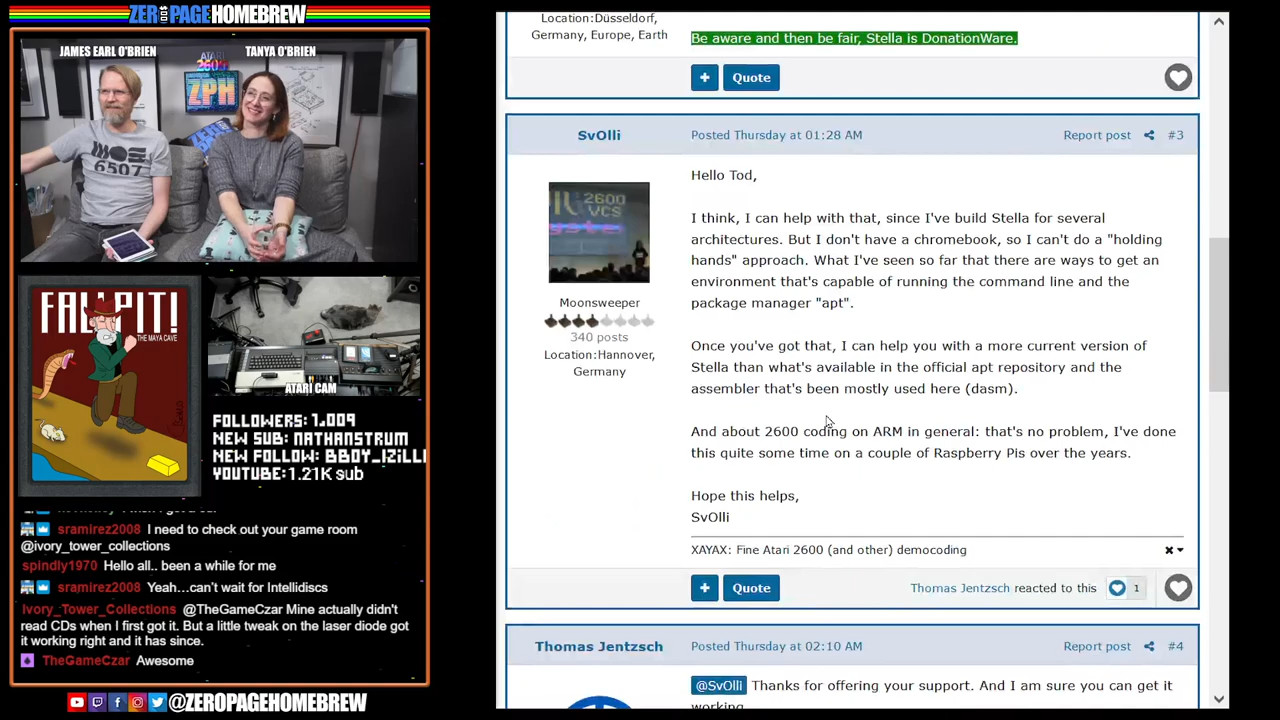 ZEROPAGEHOMEBREW
JAMES EARL O'BRIEN
TANYA O'BRIEN
ATARI
2600
ZPH
6507
FALLPIT!
THE MAYA CAVE
ATARI CAM
FOLLOWERS: 1,009
NEW SUB: NATHANSTRUM
NEW FOLLOW: BBOY_IZILL
YOUTUBE: 1.21K sub
sramirez2008 I need to check out your game room
@ivory_tower_collections
spindly1970 Hello all.. been a while for me
sramirez2008 Yeah…can't wait for Intellidiscs
Ivory_Tower_Collections @TheGameCzar Mine actually didn't
read CDs when I first got it. But a little tweak on the laser diode got
it working right and it has since.
TheGameCzar Awesome
@ZEROPAGEHOMEBREW
Location:Düsseldorf,
Germany, Europe, Earth
Be aware and then be fair, Stella is DonationWare.
+ Quote
SvOlli
Posted Thursday at 01:28 AM
Report post
#3
2600
VCS
Moonsweeper
340 posts
Location:Hannover,
Germany
Hello Tod,
I think, I can help with that, since I've build Stella for several
architectures. But I don't have a chromebook, so I can't do a "holding
hands" approach. What I've seen so far that there are ways to get an
environment that's capable of running the command line and the
package manager "apt".
Once you've got that, I can help you with a more current version of
Stella than what's available in the official apt repository and the
assembler that's been mostly used here (dasm).
And about 2600 coding on ARM in general: that's no problem, I've done
this quite some time on a couple of Raspberry Pis over the years.
Hope this helps,
SvOlli
XAYAX: Fine Atari 2600 (and other) democoding
+ Quote
Thomas Jentzsch reacted to this
1
Thomas Jentzsch
Posted Thursday at 02:10 AM
Report post
#4
@SvOlli Thanks for offering your support. And I am sure you can get it
working